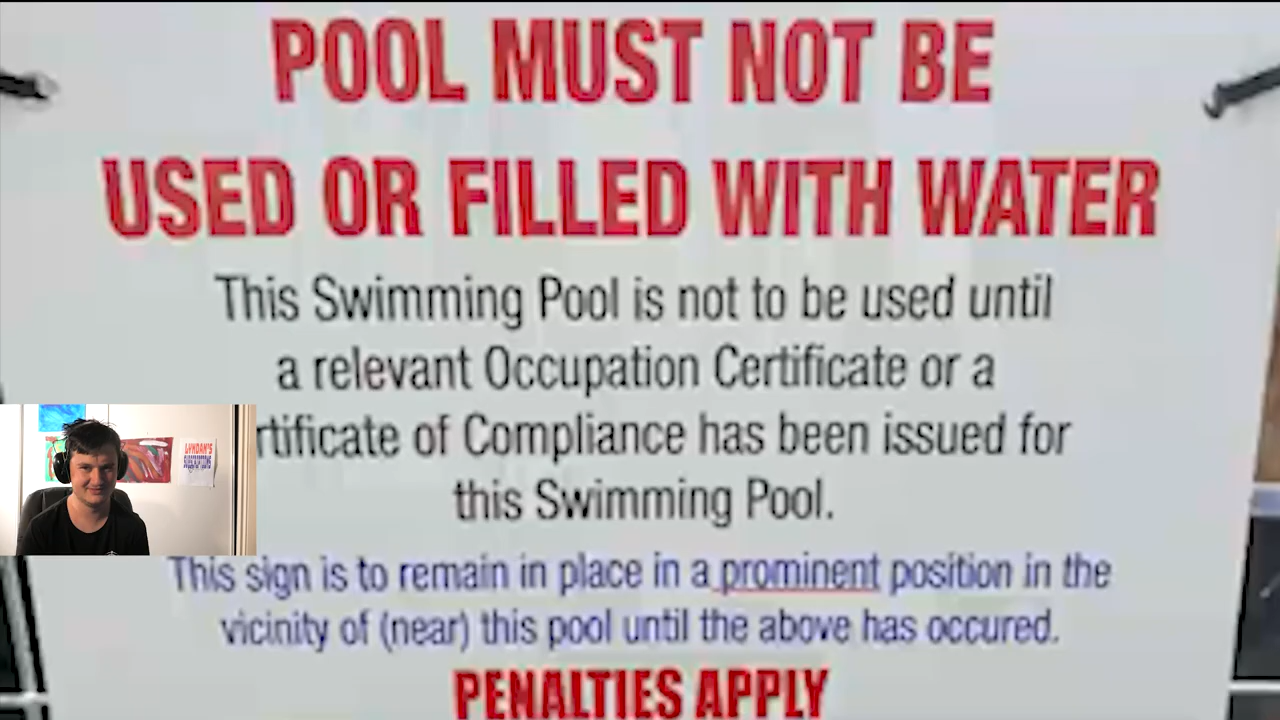 POOL MUST NOT BE
USED OR FILLED WITH WATER
This Swimming Pool is not to be used until
a relevant Occupation Certificate or a
rtificate of Compliance has been issued for
this Swimming Pool.
This sign is to remain in place in a prominent position in the
vicinity of (near) this pool until the above has occured.
PENALTIES APPLY